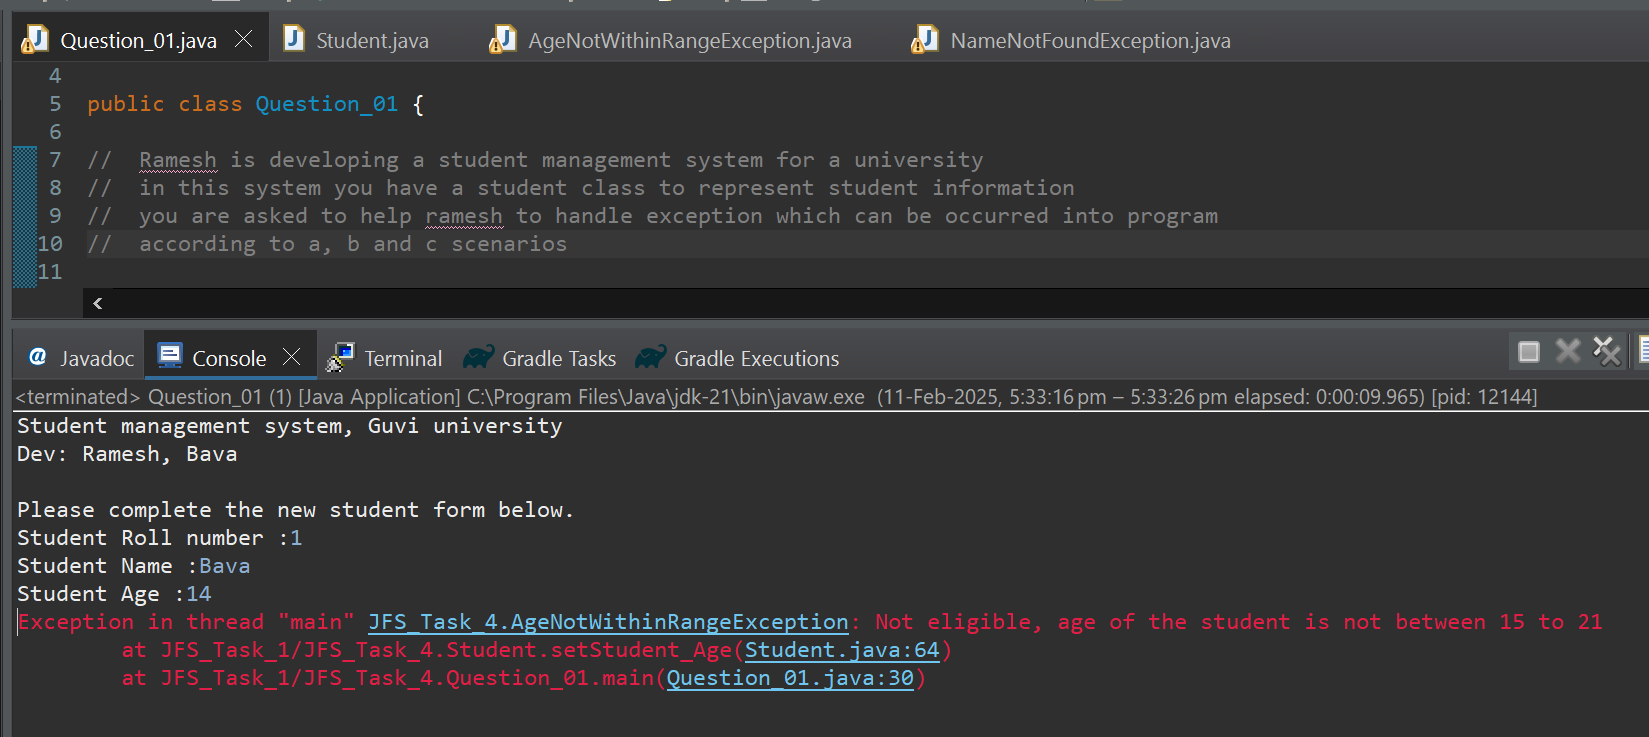 Question_01.java
Student.java
AgeNotWithinRangeException.java
NameNotFoundException.java
4
5 public class Question_01 {
6
7 // Ramesh is developing a student management system for a university
8 // in this system you have a student class to represent student information
9 // you are asked to help ramesh to handle exception which can be occurred into program
10 // according to a, b and c scenarios
11
@ Javadoc
Console
Terminal
Gradle Tasks
Gradle Executions
<terminated> Question_01 (1) [Java Application] C:\Program Files\Java\jdk-21\bin\javaw.exe (11-Feb-2025, 5:33:16 pm – 5:33:26 pm elapsed: 0:00:09.965) [pid: 12144]
Student management system, Guvi university
Dev: Ramesh, Bava
Please complete the new student form below.
Student Roll number :1
Student Name :Bava
Student Age :14
Exception in thread "main" JFS_Task_4.AgeNotWithinRangeException: Not eligible, age of the student is not between 15 to 21
at JFS_Task_1/JFS_Task_4.Student.setStudent_Age(Student.java:64)
at JFS_Task_1/JFS_Task_4.Question_01.main(Question_01.java:30)